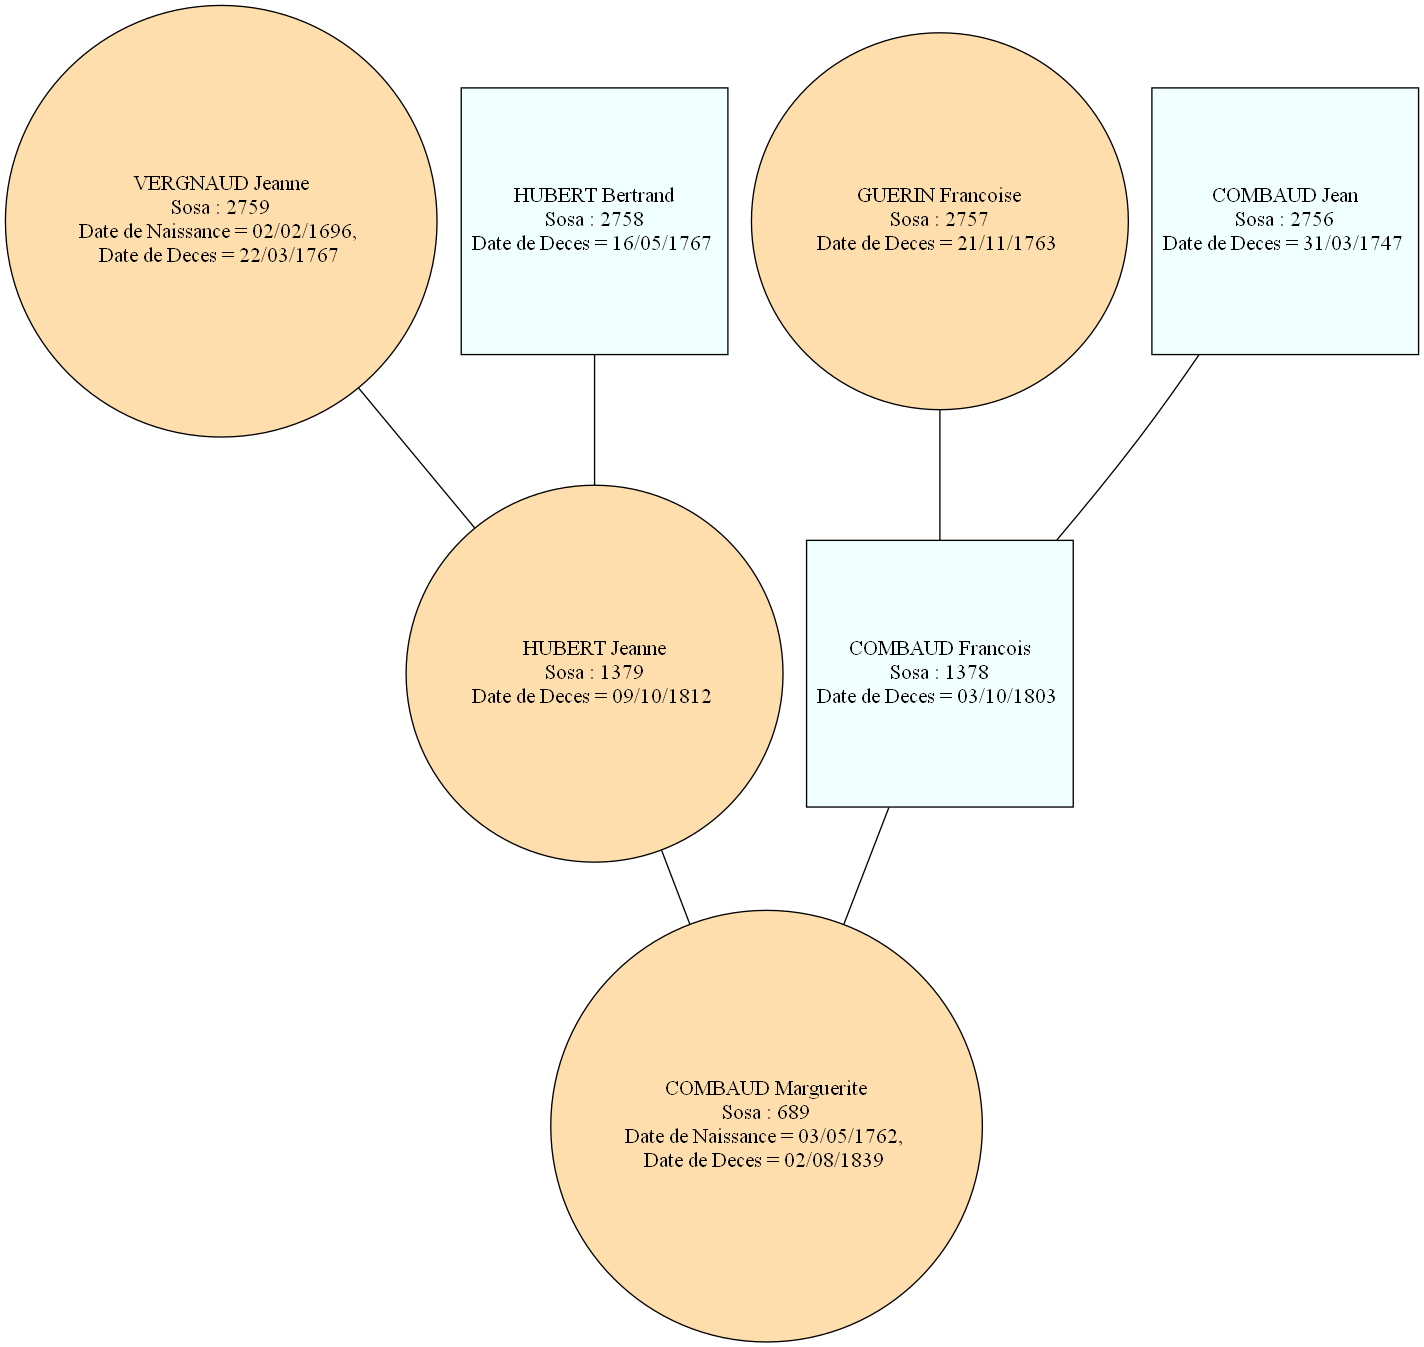 VERGNAUD Jeanne
Sosa : 2759
Date de Naissance = 02/02/1696,
Date de Deces = 22/03/1767
HUBERT Bertrand
Sosa : 2758
Date de Deces = 16/05/1767
GUERIN Francoise
Sosa : 2757
Date de Deces = 21/11/1763
COMBAUD Jean
Sosa : 2756
Date de Deces = 31/03/1747
HUBERT Jeanne
Sosa : 1379
Date de Deces = 09/10/1812
COMBAUD Francois
Sosa : 1378
Date de Deces = 03/10/1803
COMBAUD Marguerite
Sosa : 689
Date de Naissance = 03/05/1762,
Date de Deces = 02/08/1839